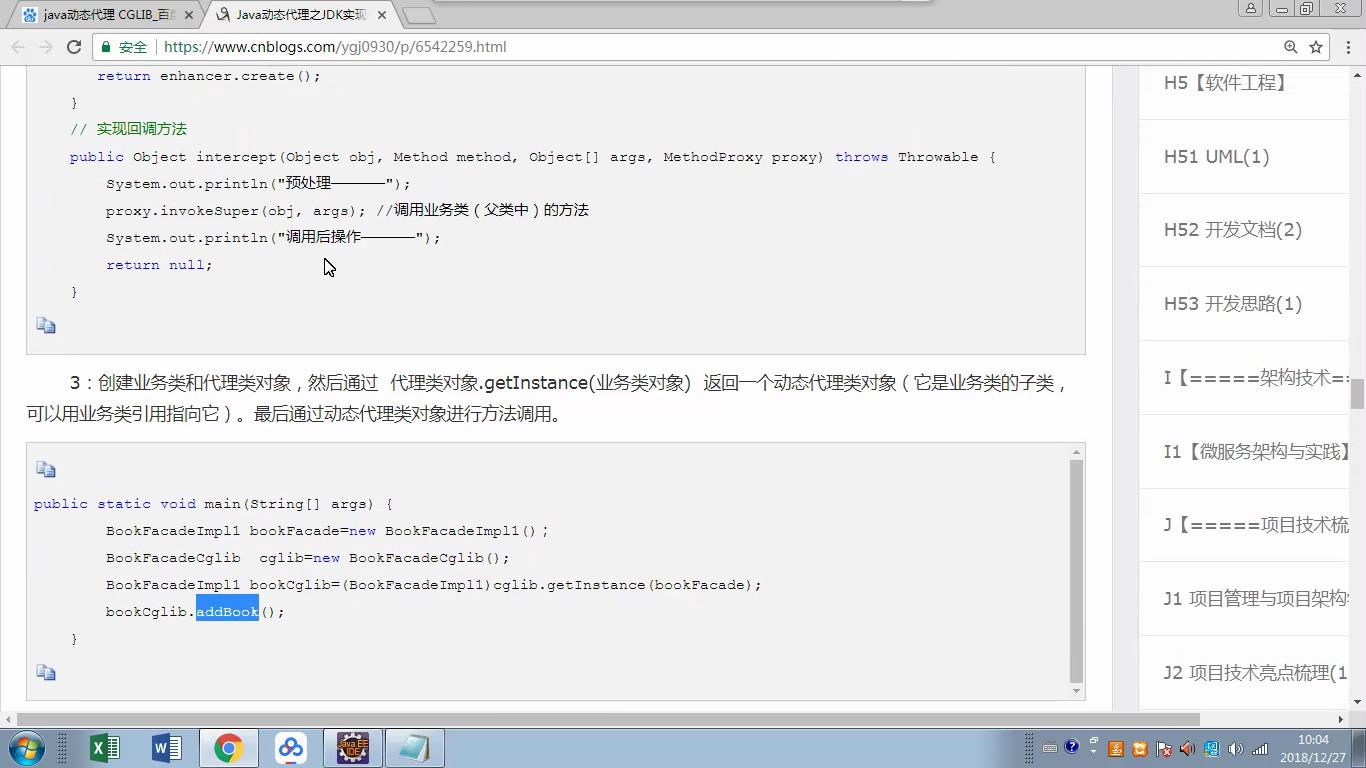 java动态代理 CGLIB_百度
Java动态代理之JDK实现
安全
https://www.cnblogs.com/ygj0930/p/6542259.html
return enhancer.create();
}
// 实现回调方法
public Object intercept(Object obj, Method method, Object[] args, MethodProxy proxy) throws Throwable {
System.out.println("预处理——————");
proxy.invokeSuper(obj, args); //调用业务类（父类中）的方法
System.out.println("调用后操作——————");
return null;
}
3：创建业务类和代理类对象，然后通过 代理类对象.getInstance(业务类对象) 返回一个动态代理类对象（它是业务类的子类，
可以用业务类引用指向它）。最后通过动态代理类对象进行方法调用。
public static void main(String[] args) {
BookFacadeImpl1 bookFacade=new BookFacadeImpl1()；
BookFacadeCglib cglib=new BookFacadeCglib();
BookFacadeImpl1 bookCglib=(BookFacadeImpl1)cglib.getInstance(bookFacade);
bookCglib.addBook();
}
H5【软件工程】
H51 UML(1)
H52 开发文档(2)
H53 开发思路(1)
I【=====架构技术==
I1【微服务架构与实践】
J【=====项目技术梳
J1 项目管理与项目架构
J2 项目技术亮点梳理(1
Java EE
IDE
10:04
2018/12/27